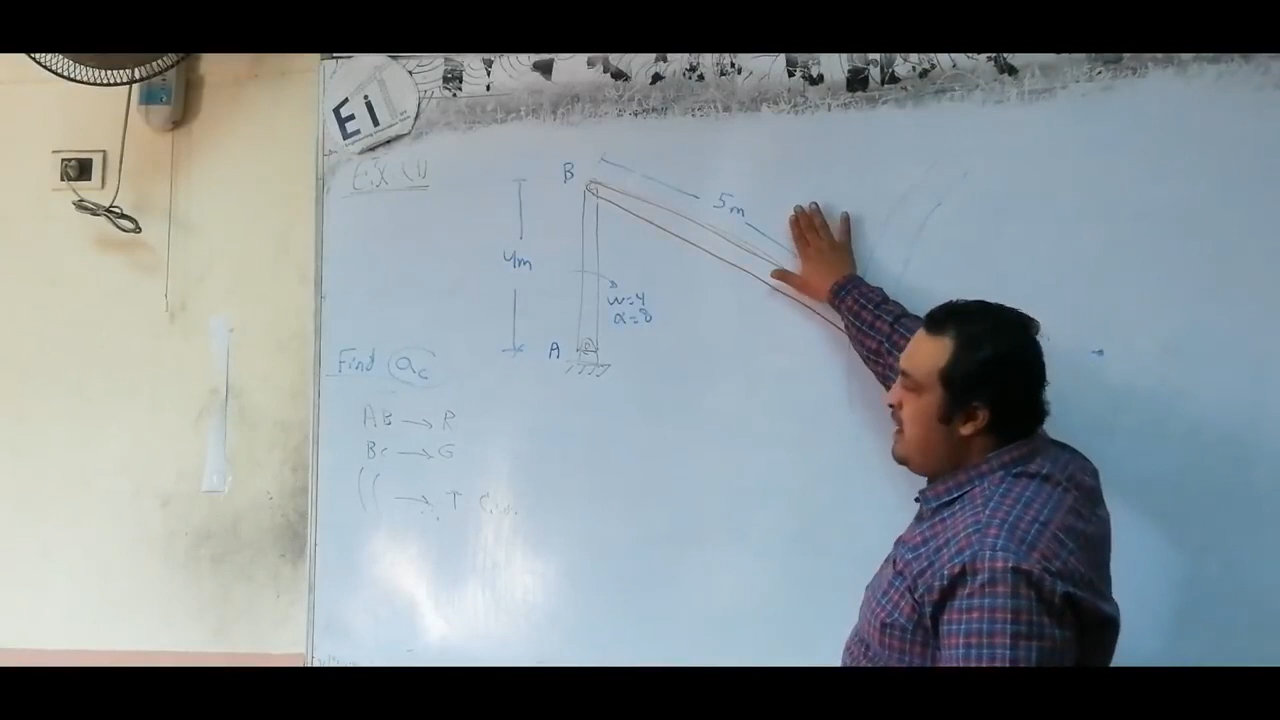 Ei
EX (1)
B
5m
4m
w=4
α=8
A
Find ac
AB → R
Bc → G
→ T